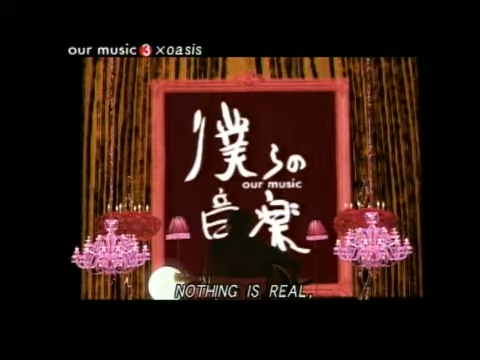 our music 3 ×oasis
僕らの
our music
音楽
NOTHING IS REAL,